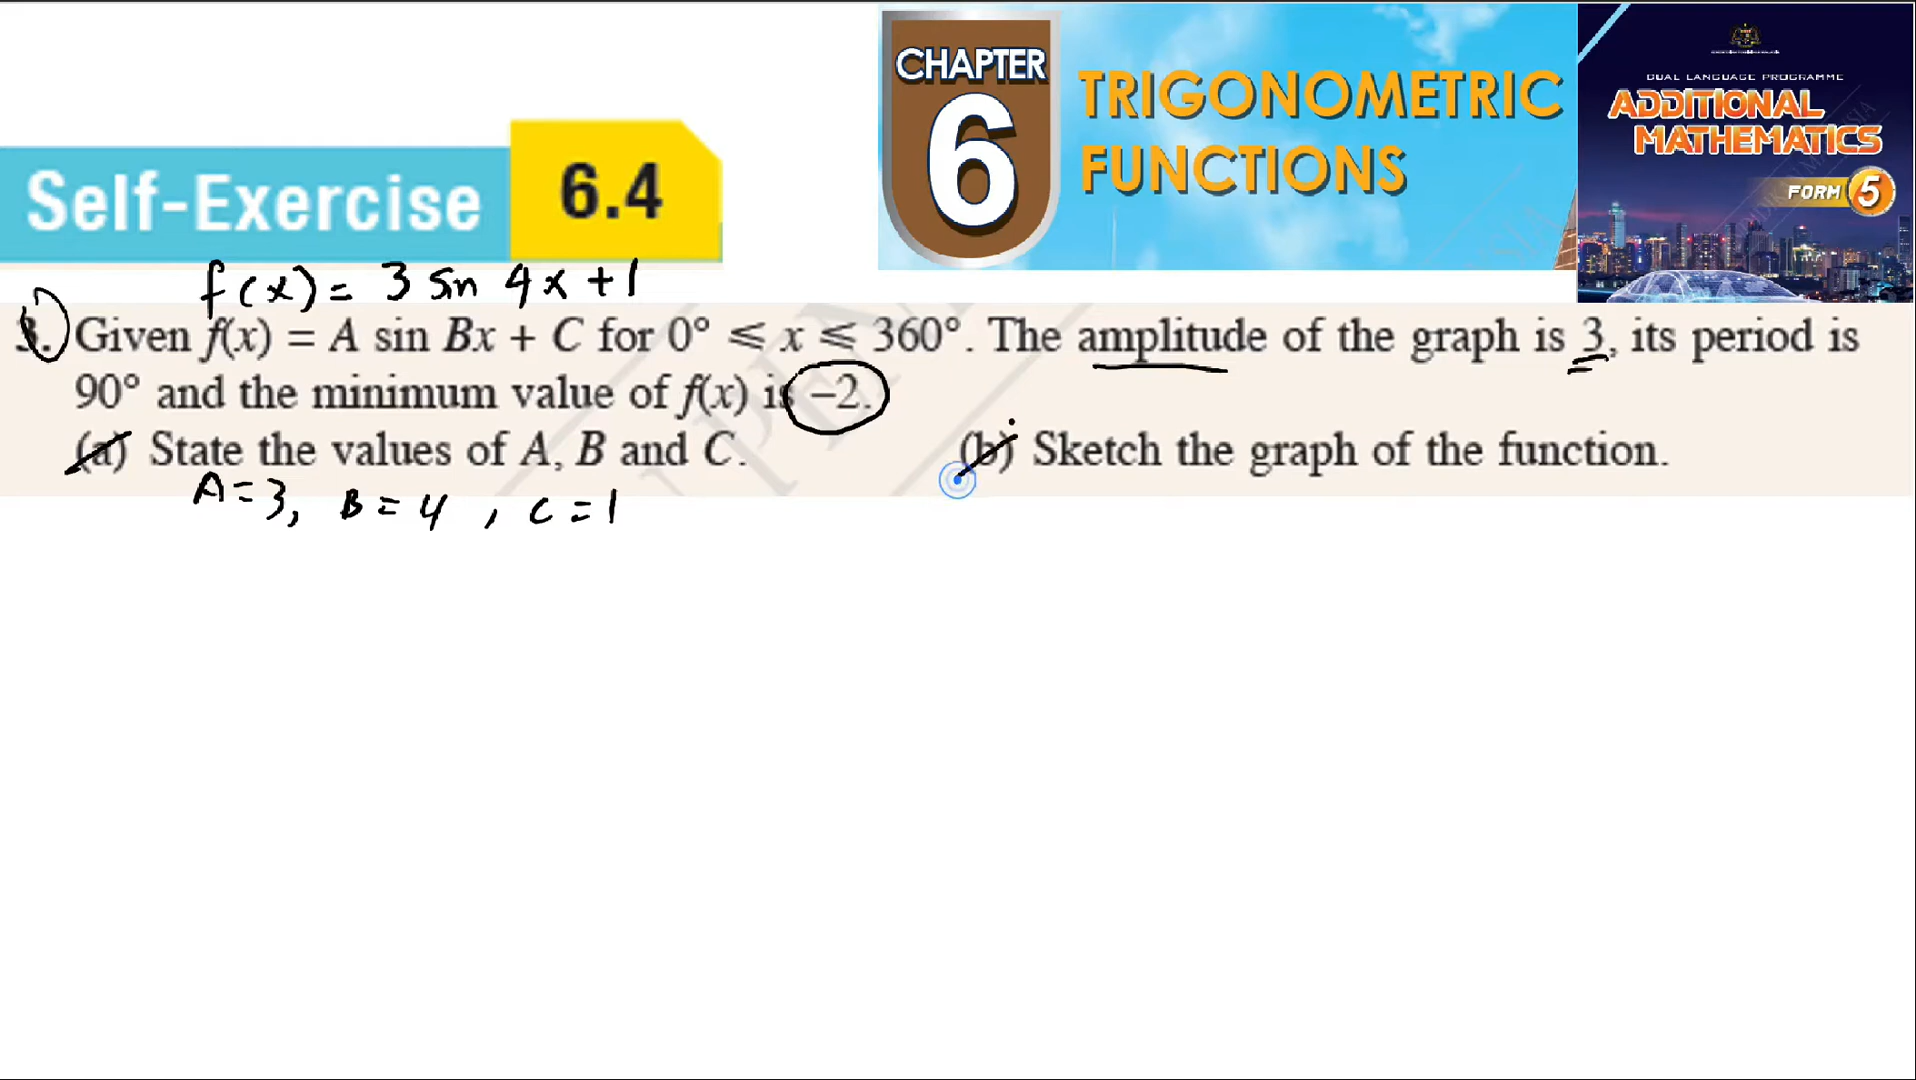 CHAPTER
6
TRIGONOMETRIC
FUNCTIONS
DUAL LANGUAGE PROGRAMME
ADDITIONAL
MATHEMATICS
FORM 5
Self-Exercise 6.4
f(x) = 3 sin 4x + 1
3. Given f(x) = A sin Bx + C for 0° ⩽ x ⩽ 360°. The amplitude of the graph is 3, its period is
90° and the minimum value of f(x) is –2.
(a) State the values of A, B and C. (b) Sketch the graph of the function.
A = 3, B = 4 , C = 1